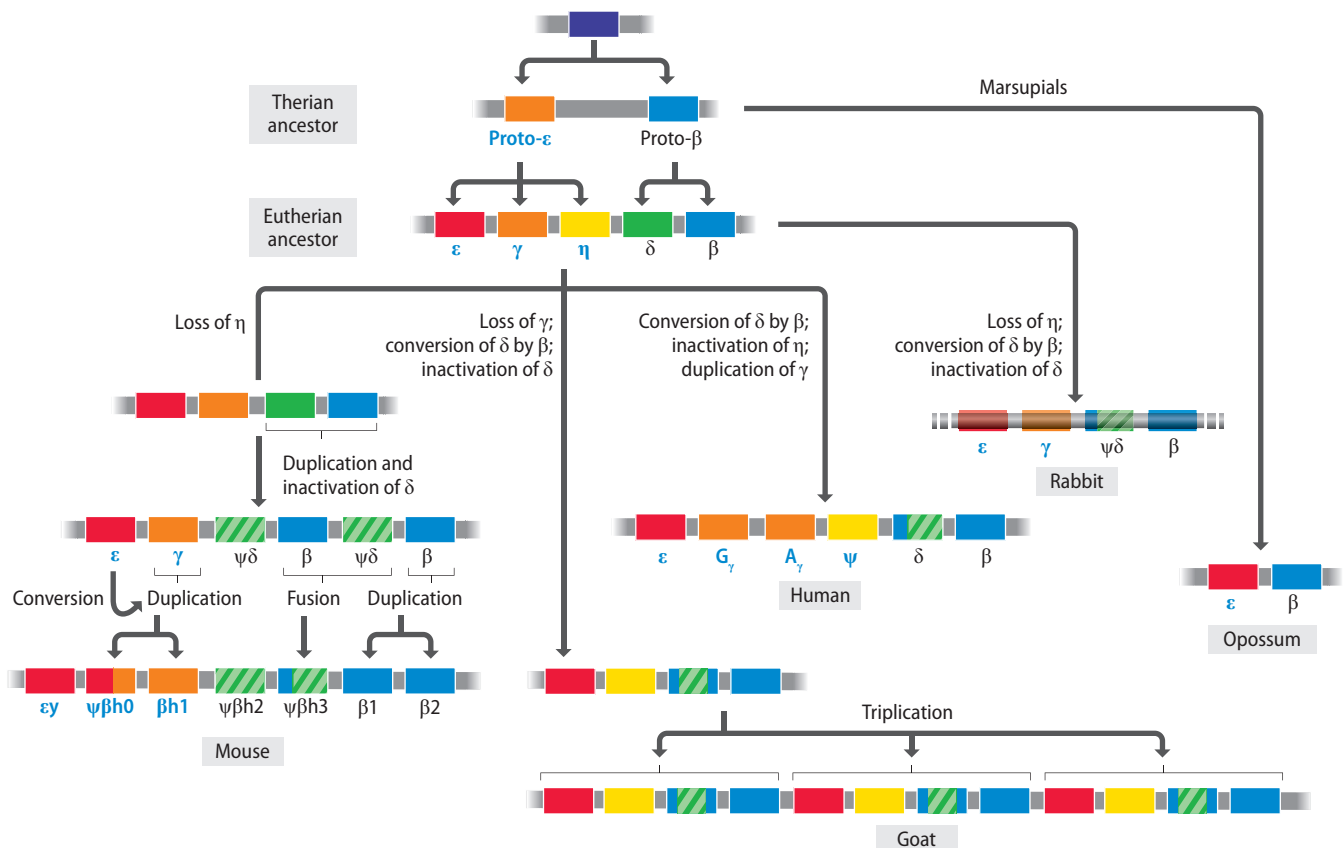 Marsupials
Therian
ancestor
Proto-ε
Proto-β
Eutherian
ancestor
ε
γ
η
δ
β
Loss of η
Loss of γ;
conversion of δ by β;
inactivation of δ
Conversion of δ by β;
inactivation of η;
duplication of γ
Loss of η;
conversion of δ by β;
inactivation of δ
ε
γ
ψδ
β
Rabbit
Duplication and
inactivation of δ
ε
γ
ψδ
β
ψδ
β
Conversion
Duplication
Fusion
Duplication
εy
ψβh0
βh1
ψβh2
ψβh3
β1
β2
Mouse
ε
Gγ
Aγ
ψ
δ
β
Human
ε
β
Opossum
Triplication
Goat